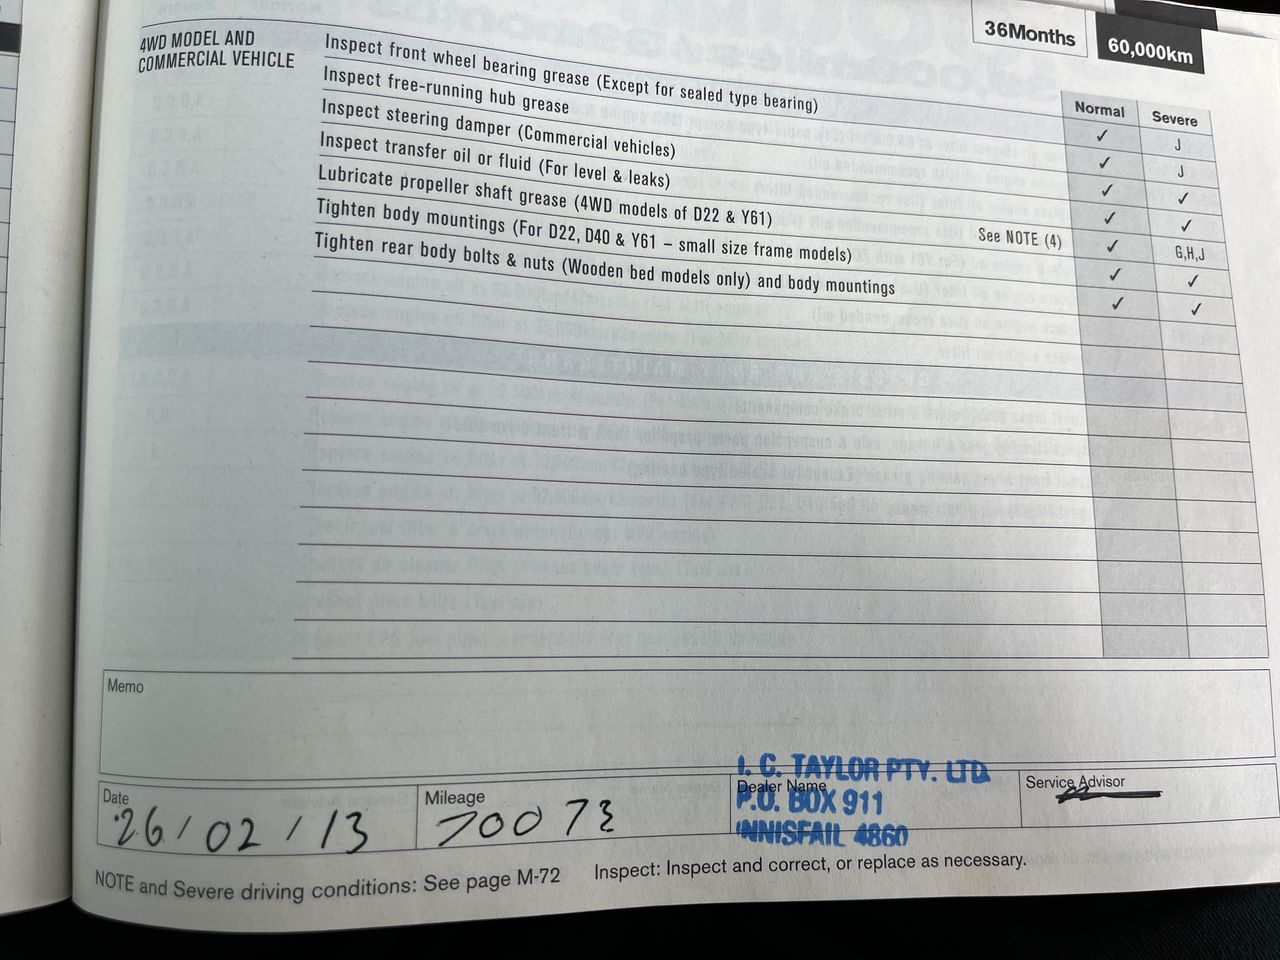 36Months
60,000km
4WD MODEL AND
COMMERCIAL VEHICLE
Normal Severe
Inspect front wheel bearing grease (Except for sealed type bearing) ✓ J
Inspect free-running hub grease ✓ J
Inspect steering damper (Commercial vehicles) ✓ ✓
Inspect transfer oil or fluid (For level & leaks) ✓ ✓
Lubricate propeller shaft grease (4WD models of D22 & Y61) See NOTE (4) ✓ G,H,J
Tighten body mountings (For D22, D40 & Y61 – small size frame models) ✓ ✓
Tighten rear body bolts & nuts (Wooden bed models only) and body mountings ✓ ✓
Memo
Date
26/02/13
Mileage
70073
I. C. TAYLOR PTY. LTD.
Dealer Name
P.O. BOX 911
INNISFAIL 4860
Service Advisor
NOTE and Severe driving conditions: See page M-72 Inspect: Inspect and correct, or replace as necessary.